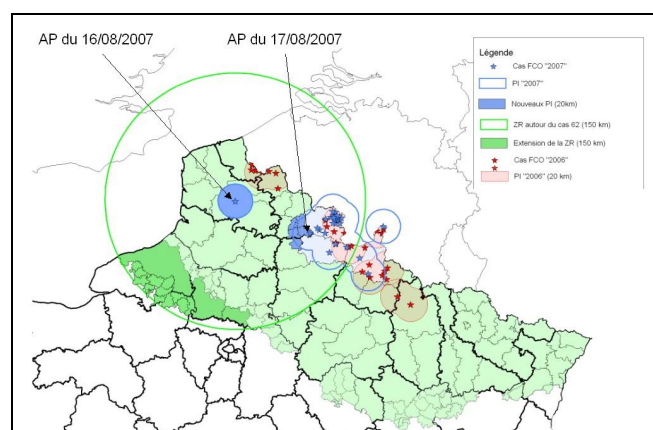 AP du 16/08/2007
AP du 17/08/2007
Légende
Cas FCO "2007"
PI "2007"
Nouveaux PI (20km)
ZR autour du cas 62 (150 km)
Extension de la ZR (150 km)
Cas FCO "2006"
PI "2006" (20 km)